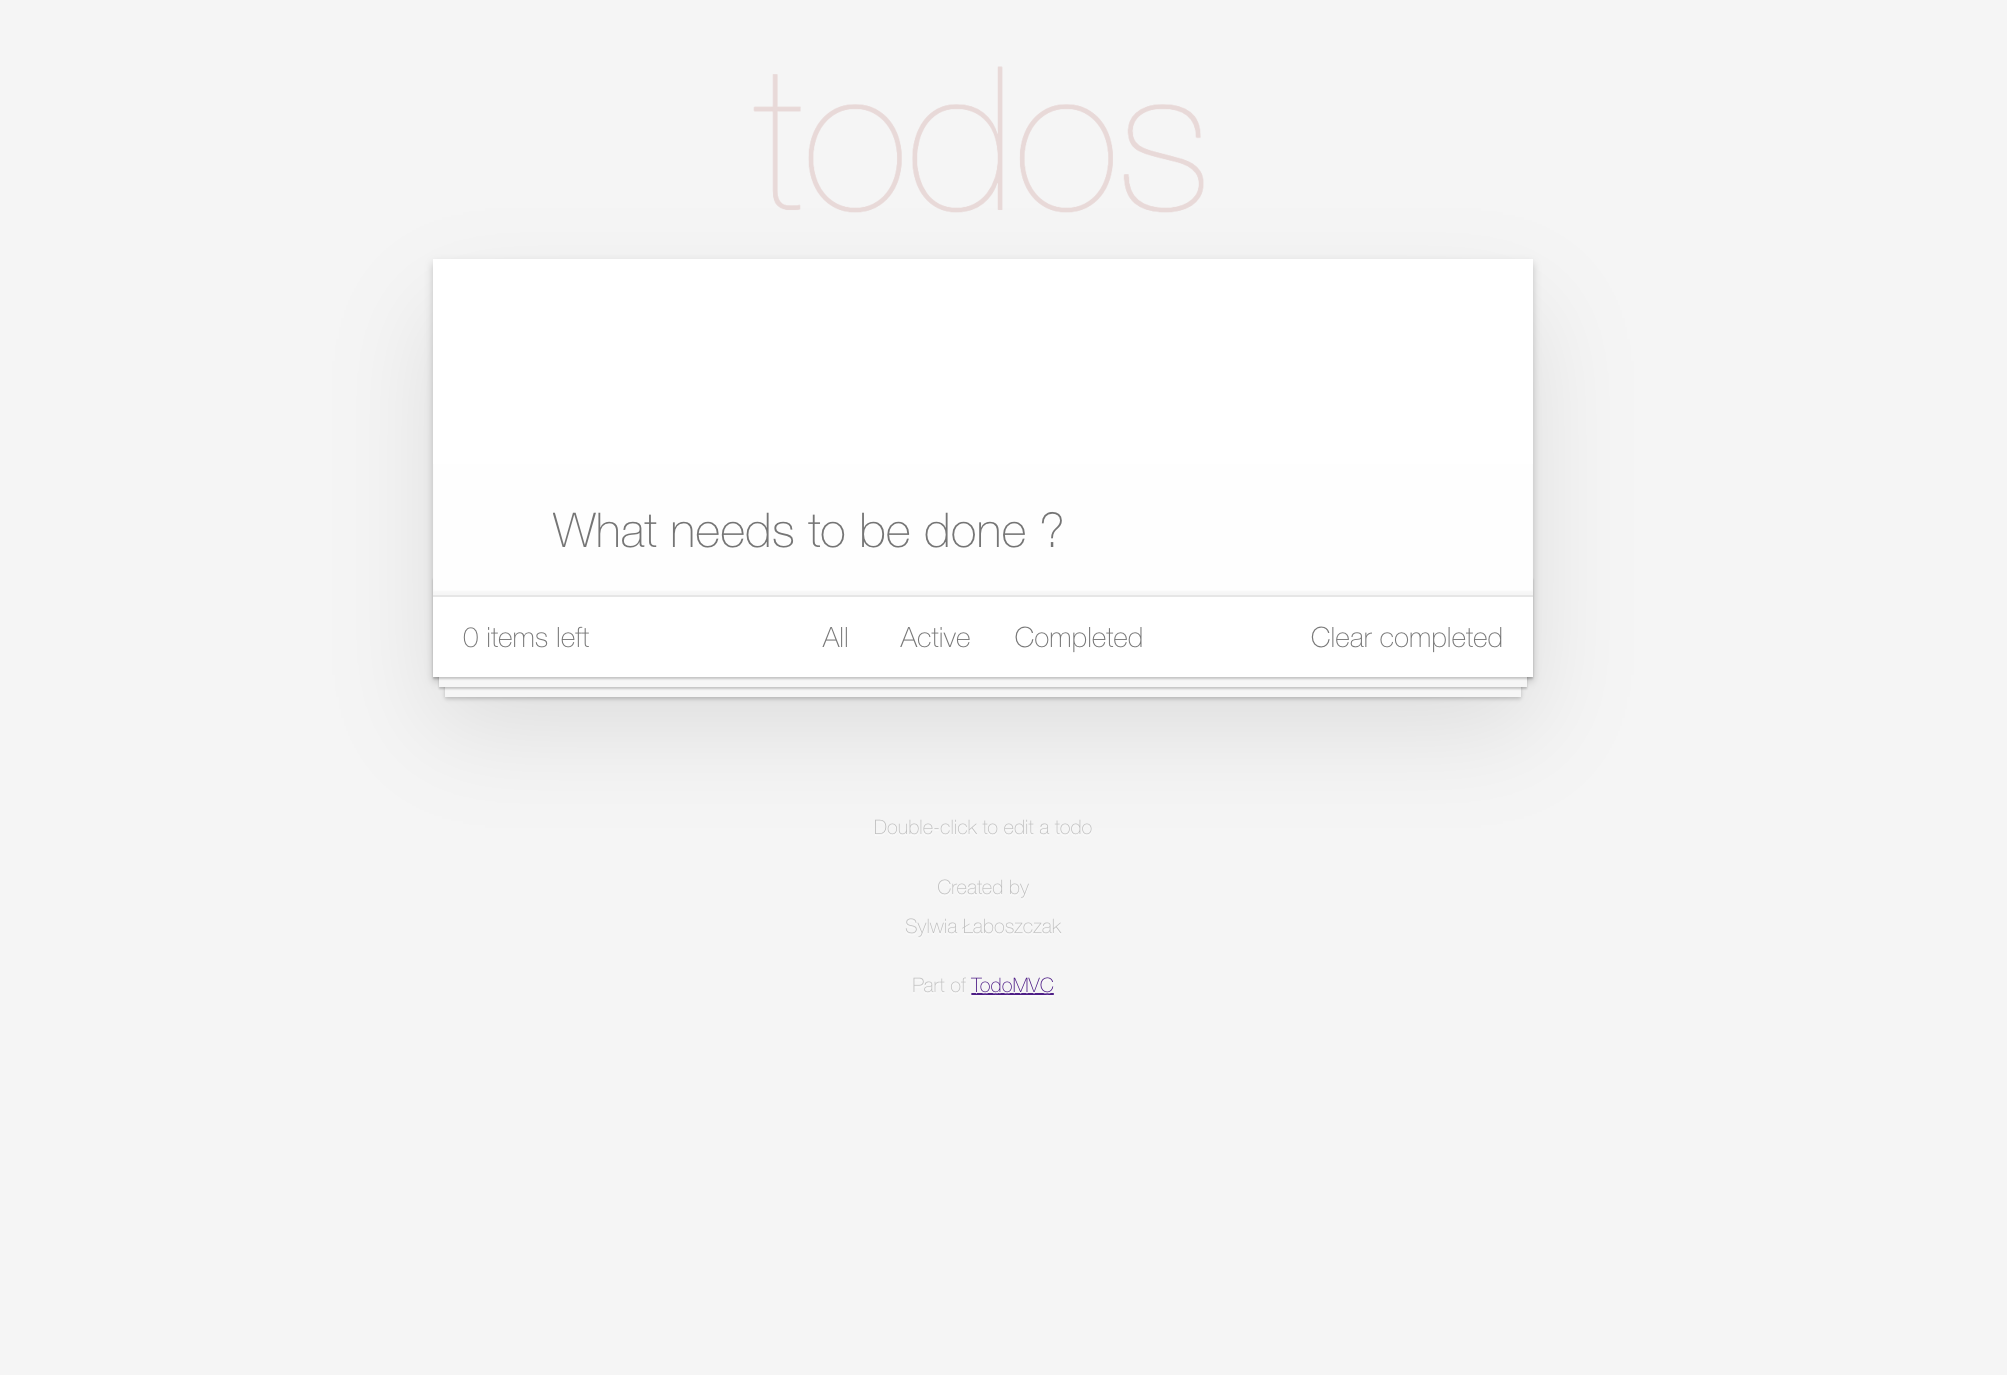 todos
What needs to be done ?
0 items left All Active Completed Clear completed
Double-click to edit a todo
Created by
Sylwia Łaboszczak
Part of TodoMVC